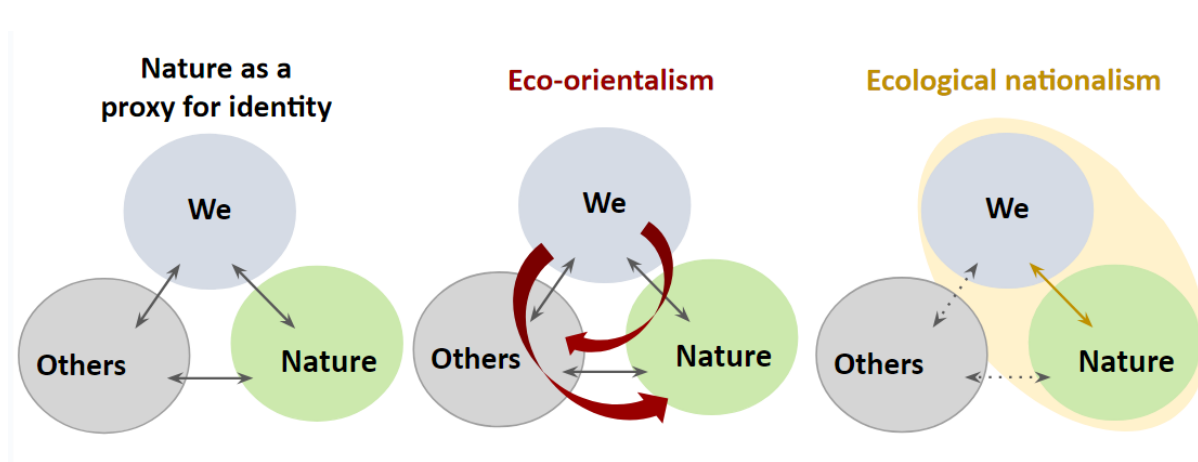 Nature as a
proxy for identity
We
Others
Nature
Eco-orientalism
We
Others
Nature
Ecological nationalism
We
Others
Nature